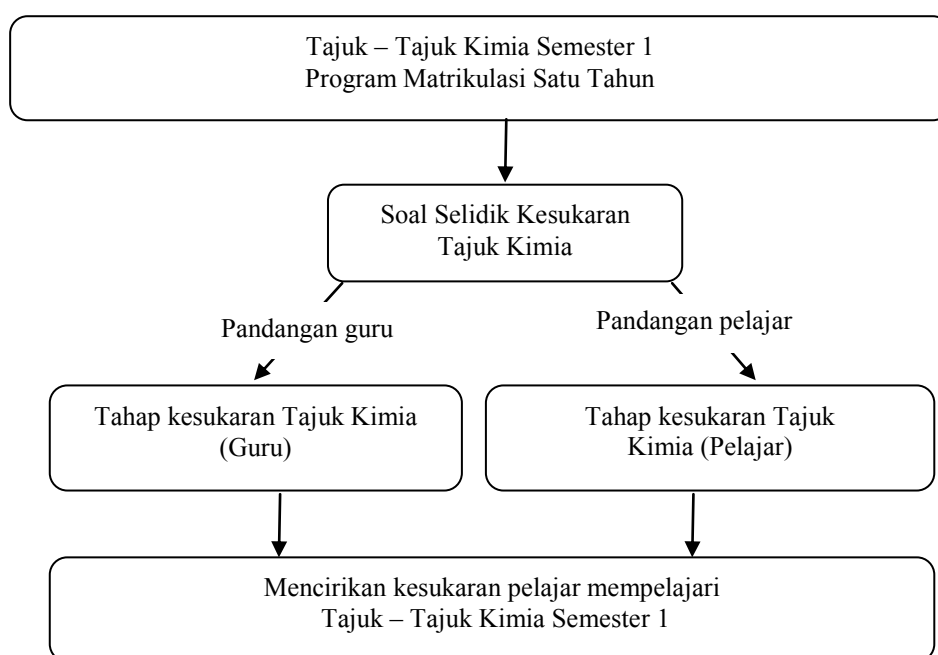 Tajuk – Tajuk Kimia Semester 1
Program Matrikulasi Satu Tahun
Soal Selidik Kesukaran
Tajuk Kimia
Pandangan guru
Pandangan pelajar
Tahap kesukaran Tajuk Kimia
(Guru)
Tahap kesukaran Tajuk
Kimia (Pelajar)
Mencirikan kesukaran pelajar mempelajari
Tajuk – Tajuk Kimia Semester 1